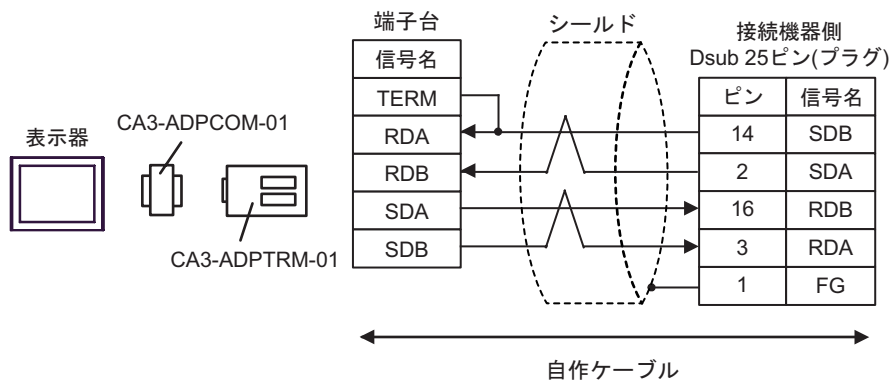 端子台
シールド
接続機器側
Dsub 25ピン(プラグ)
信号名
ピン 信号名
TERM
RDA 14 SDB
RDB 2 SDA
SDA 16 RDB
SDB 3 RDA
1 FG
表示器
CA3-ADPCOM-01
CA3-ADPTRM-01
自作ケーブル